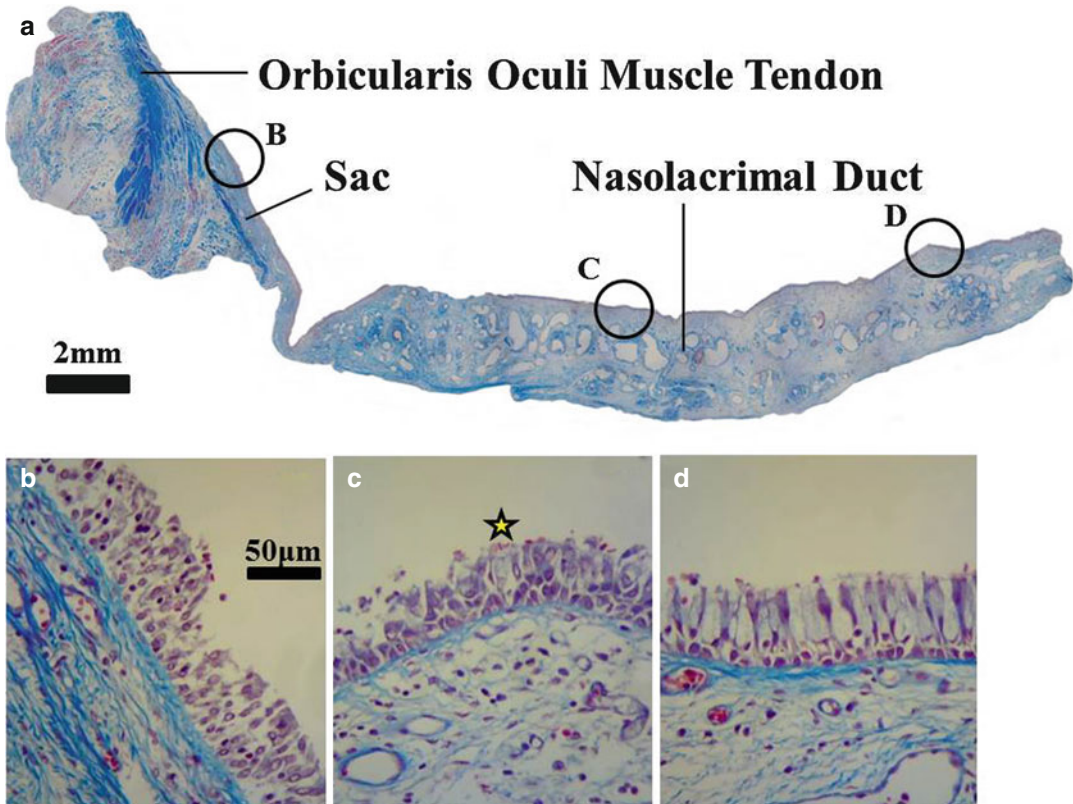 a
Orbicularis Oculi Muscle Tendon
B
Sac
Nasolacrimal Duct
D
C
2mm
b
50μm
c
d